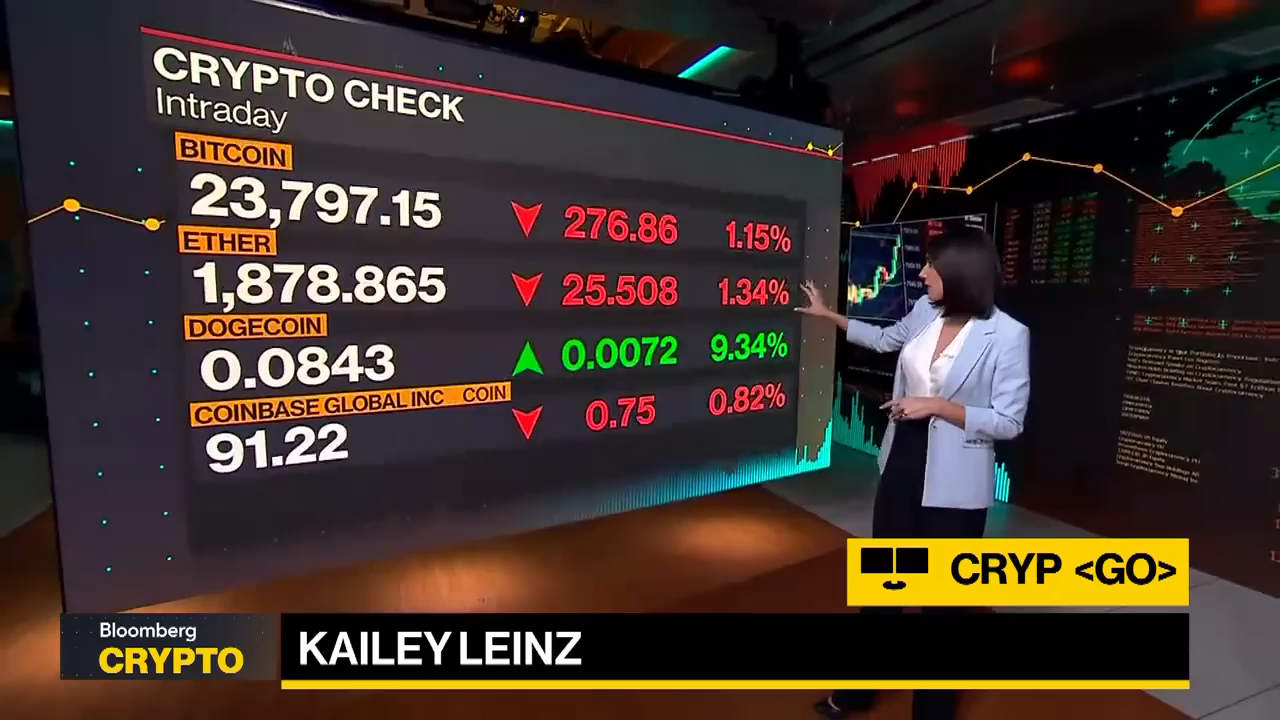 CRYPTO CHECK
Intraday
BITCOIN
23,797.15 276.86 1.15%
ETHER
1,878.865 25.508 1.34%
DOGECOIN
0.0843 0.0072 9.34%
COINBASE GLOBAL INC COIN
91.22 0.75 0.82%
CRYP <GO>
Bloomberg
CRYPTO
KAILEY LEINZ